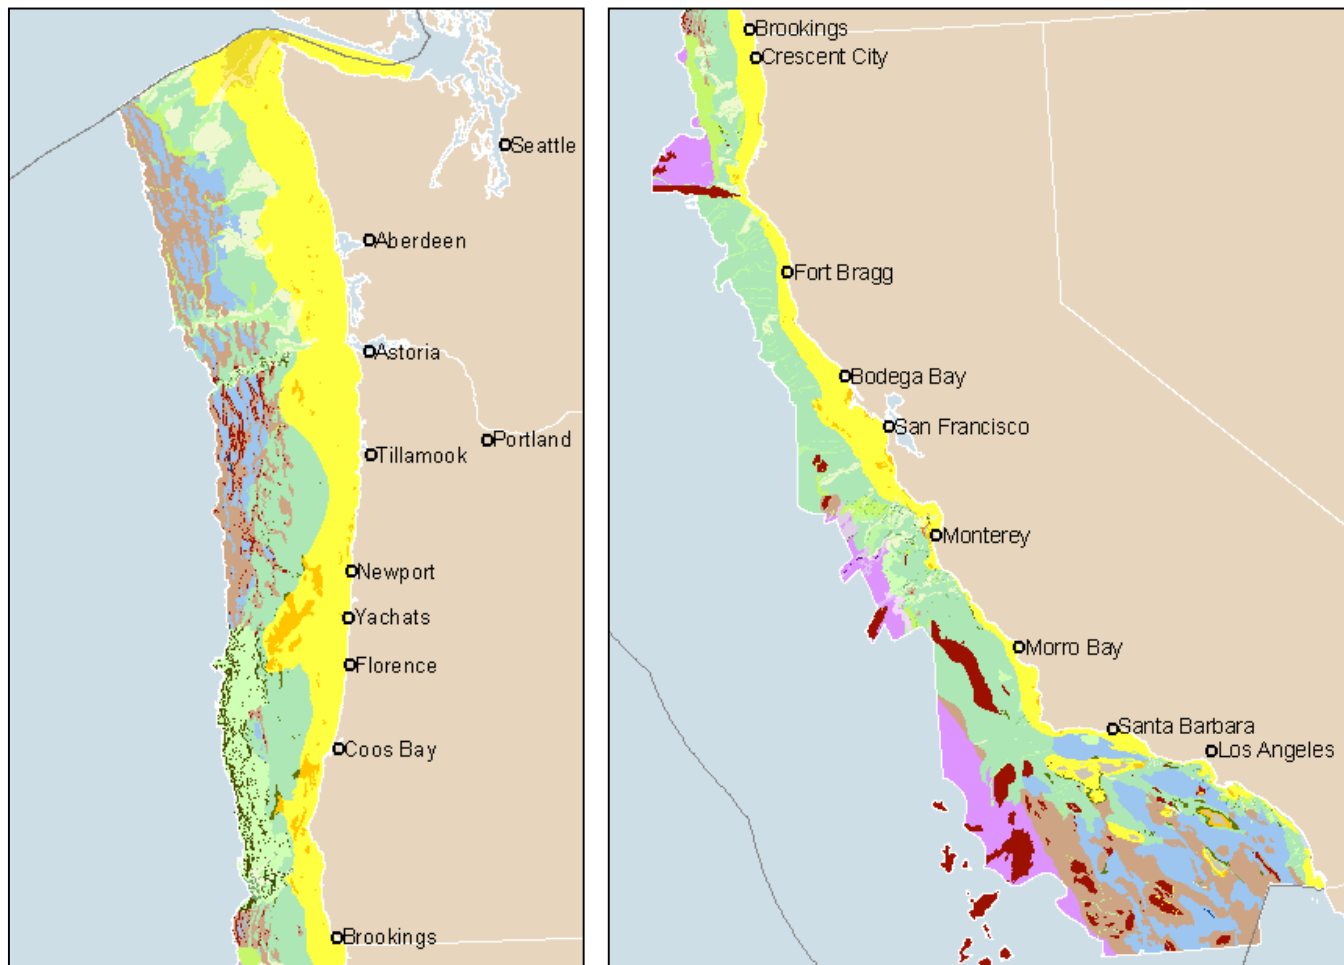 Seattle
Aberdeen
Astoria
Portland
Tillamook
Newport
Yachats
Florence
Coos Bay
Brookings
Brookings
Crescent City
Fort Bragg
Bodega Bay
San Francisco
Monterey
Morro Bay
Santa Barbara
Los Angeles